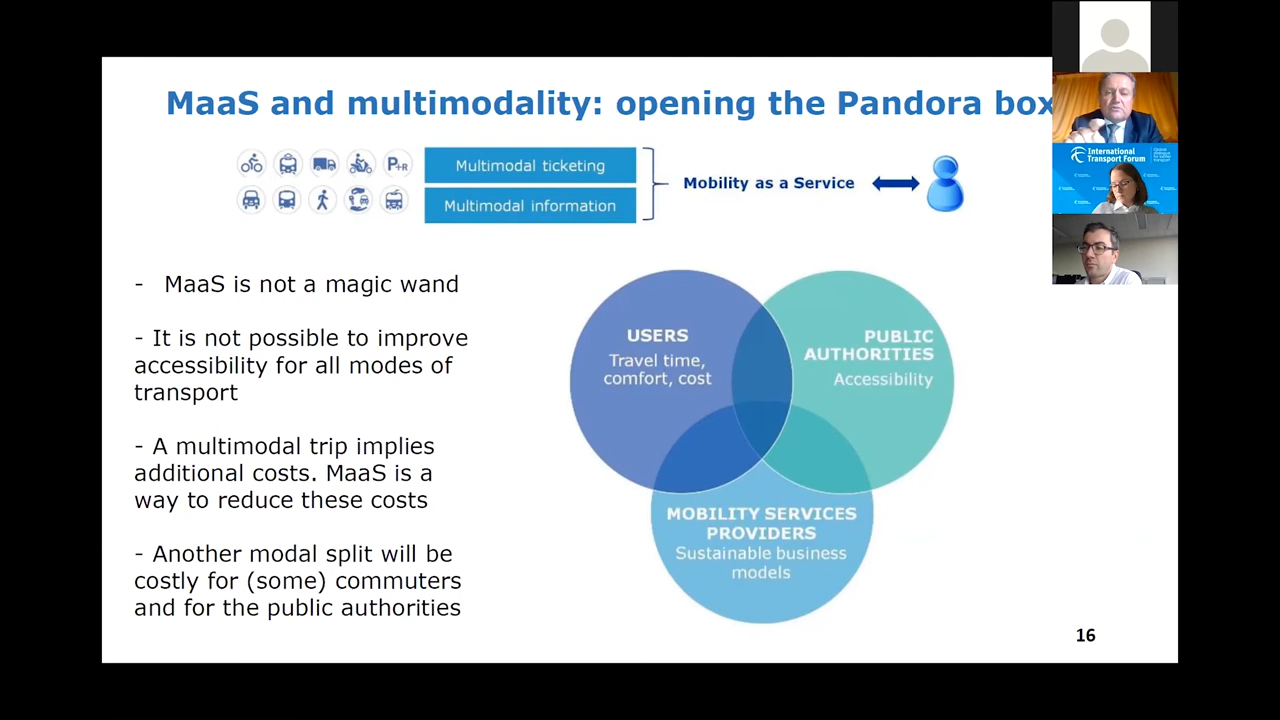 MaaS and multimodality: opening the Pandora box
P+R
Multimodal ticketing
Multimodal information
Mobility as a Service
International
Transport Forum
- MaaS is not a magic wand
- It is not possible to improve
accessibility for all modes of
transport
- A multimodal trip implies
additional costs. MaaS is a
way to reduce these costs
- Another modal split will be
costly for (some) commuters
and for the public authorities
USERS
Travel time,
comfort, cost
PUBLIC
AUTHORITIES
Accessibility
MOBILITY SERVICES
PROVIDERS
Sustainable business
models
16